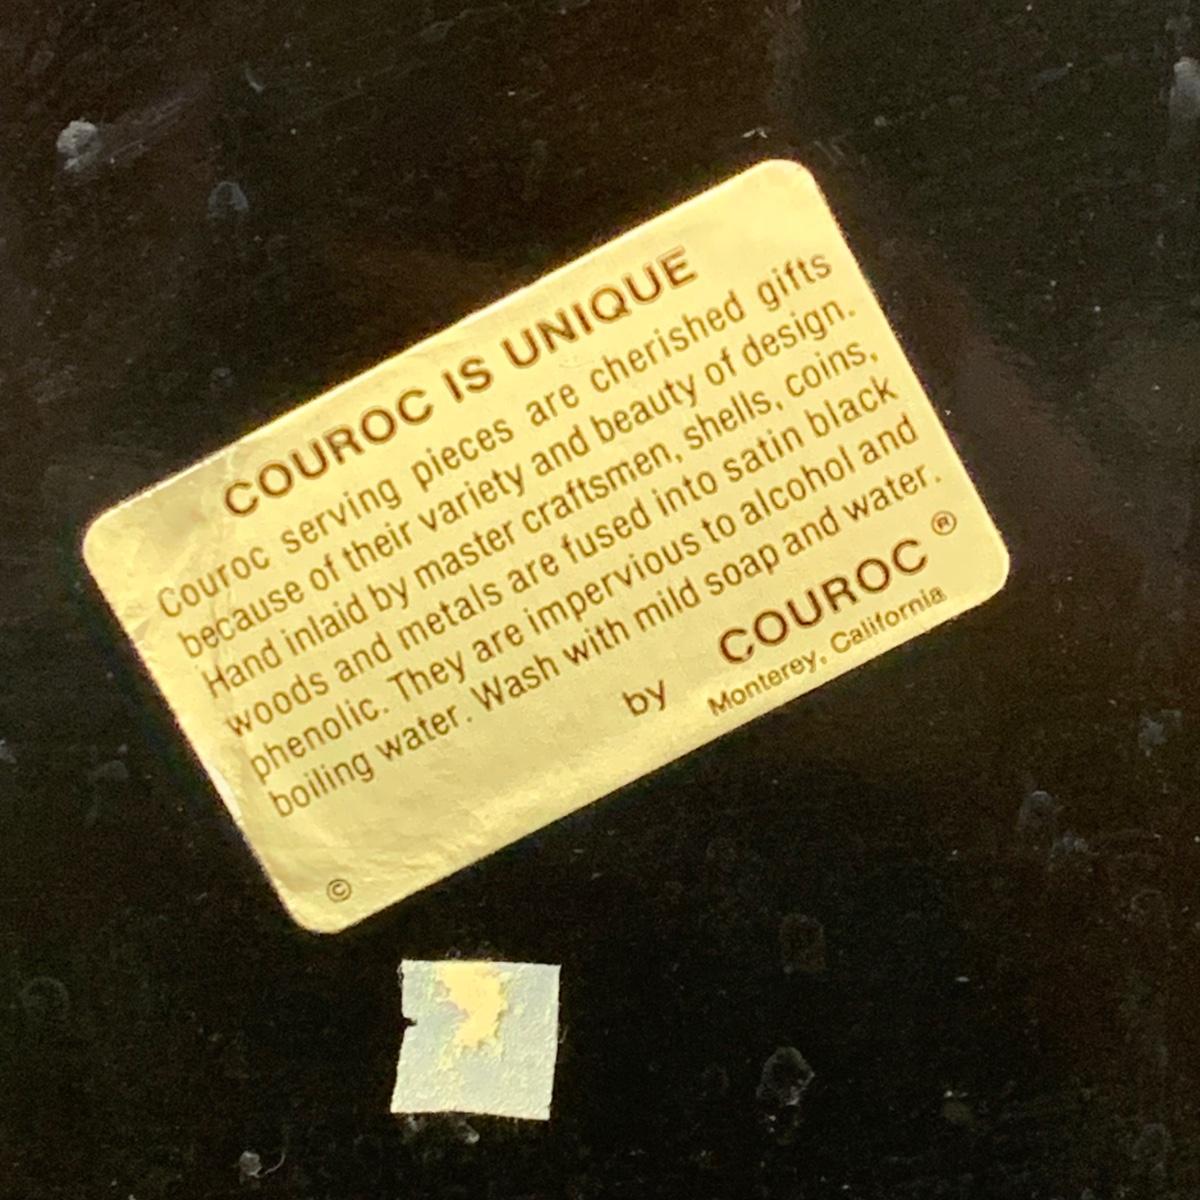 COUROC IS UNIQUE
Couroc serving pieces are cherished gifts
because of their variety and beauty of design.
Hand inlaid by master craftsmen, shells, coins,
woods and metals are fused into satin black
phenolic. They are impervious to alcohol and
boiling water. Wash with mild soap and water.
by COUROC ®
Monterey, California
©